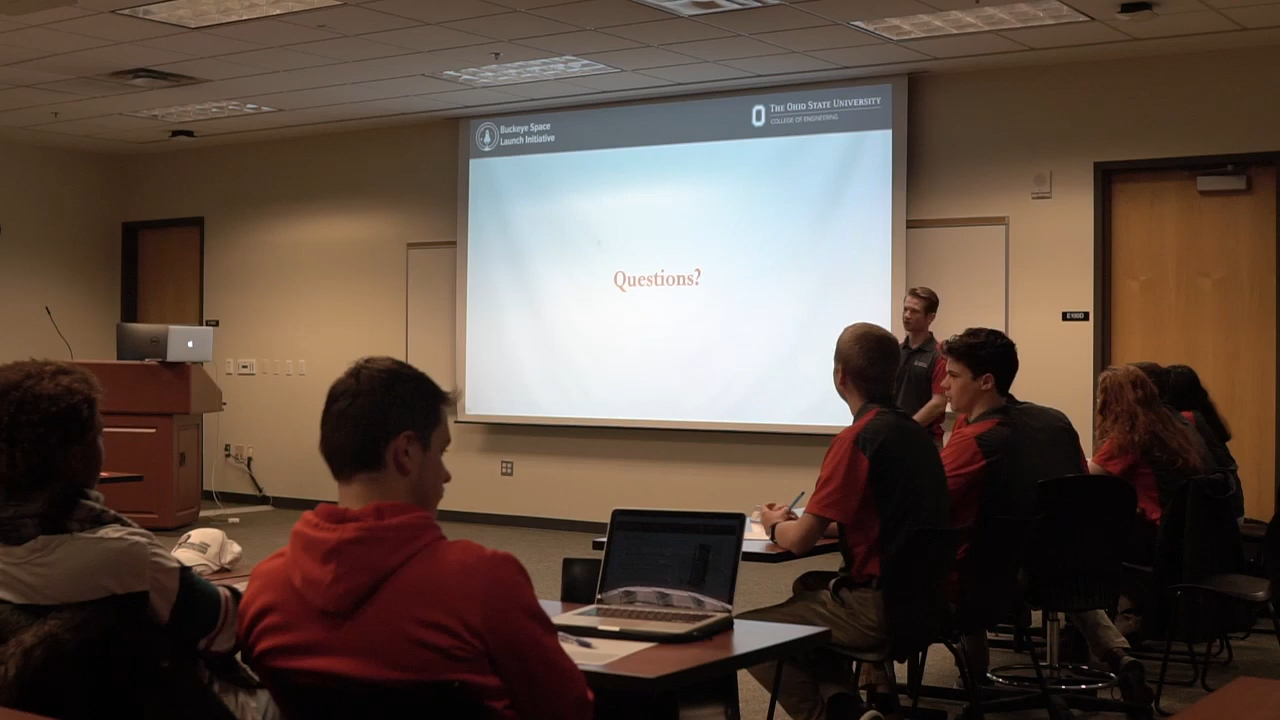 Buckeye Space
Launch Initiative
THE OHIO STATE UNIVERSITY
COLLEGE OF ENGINEERING
Questions?